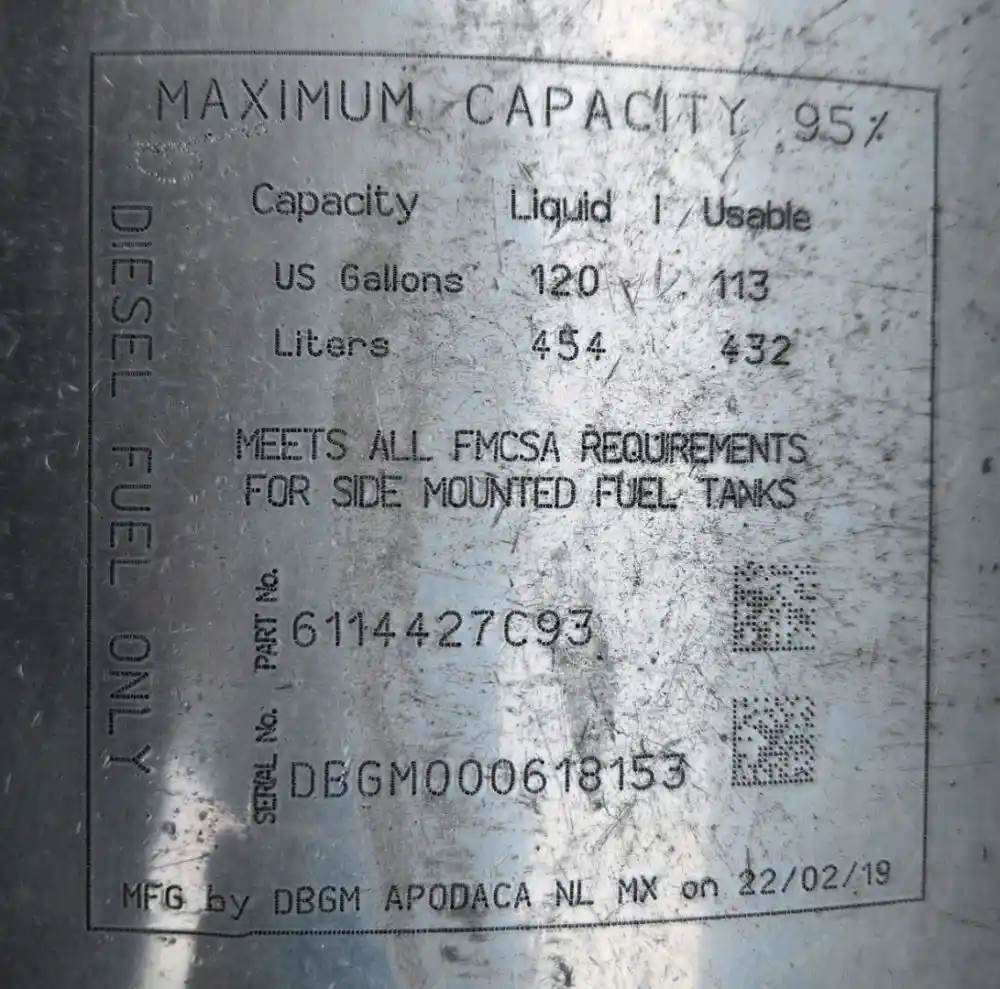 MAXIMUM CAPACITY 95%
DIESEL FUEL ONLY
Capacity Liquid | Usable
US Gallons 120 113
Liters 454 432
MEETS ALL FMCSA REQUIREMENTS
FOR SIDE MOUNTED FUEL TANKS
PART No. 6114427C93
SERIAL No. DBGM000618153
MFG by DBGM APODACA NL MX on 22/02/19